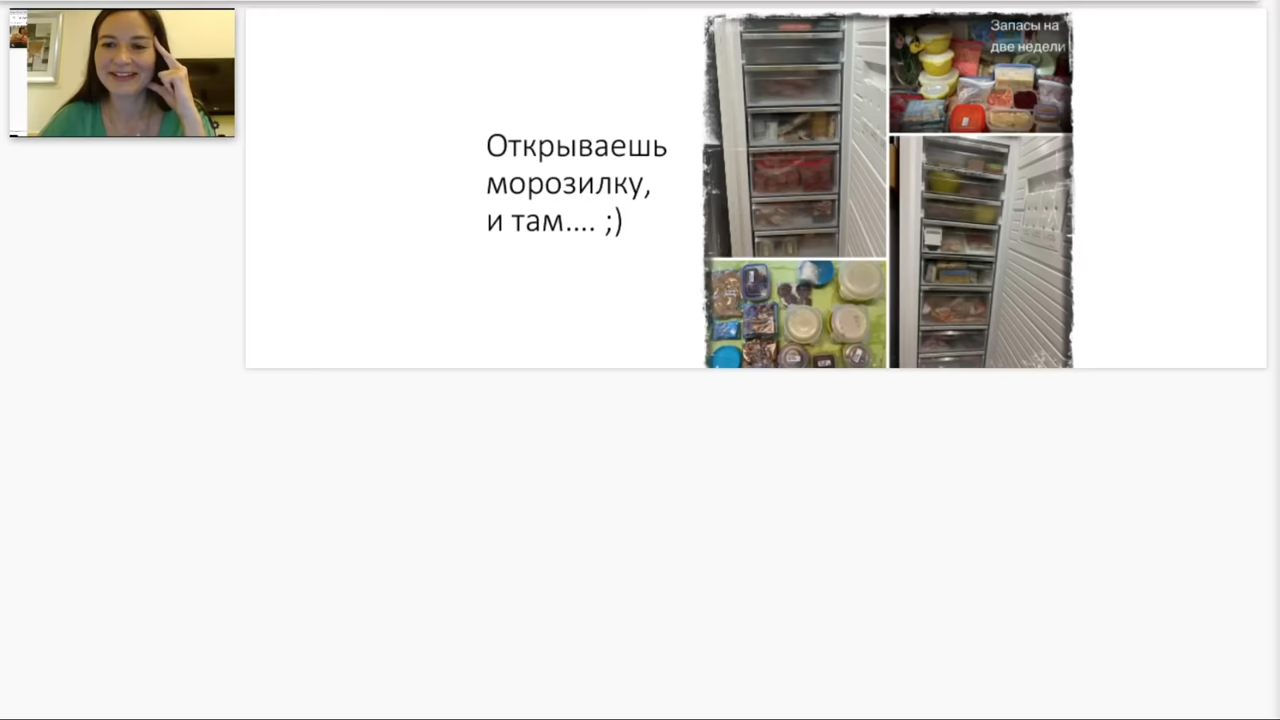 Открываешь
морозилку,
и там.... ;)
Запасы на
две недели